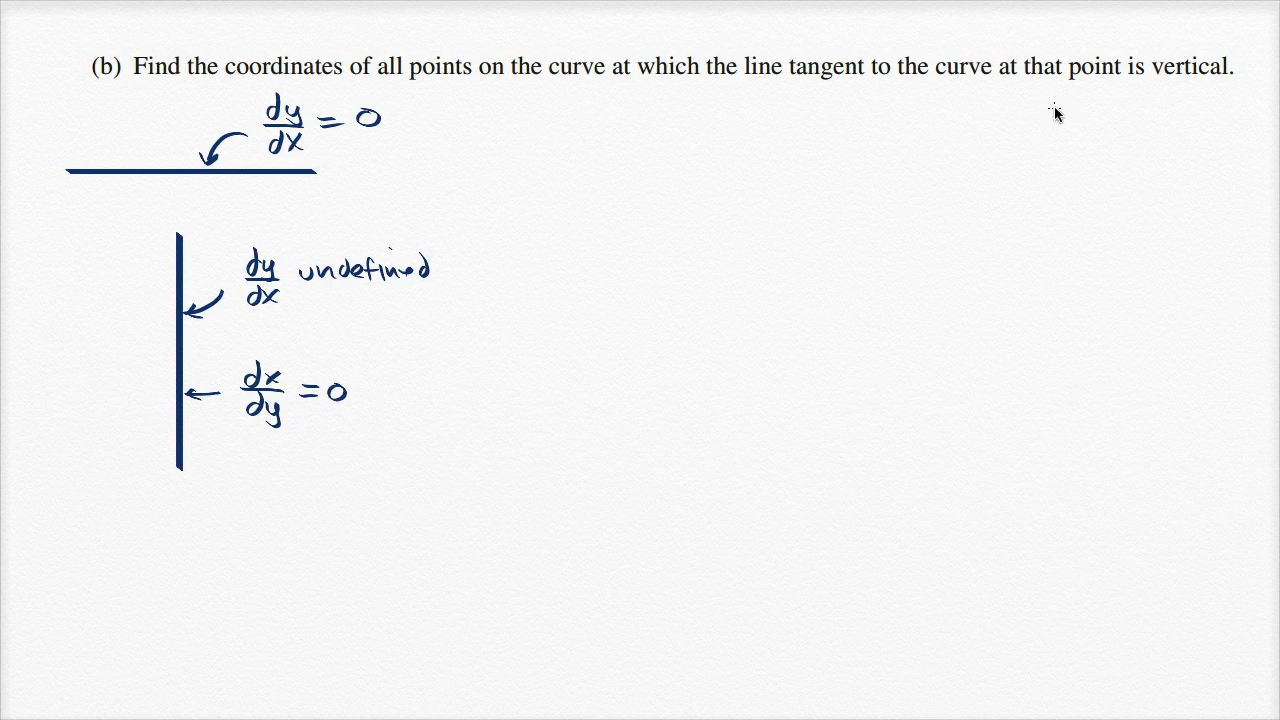 (b) Find the coordinates of all points on the curve at which the line tangent to the curve at that point is vertical.
dy/dx = 0
dy/dx undefined
dx/dy = 0